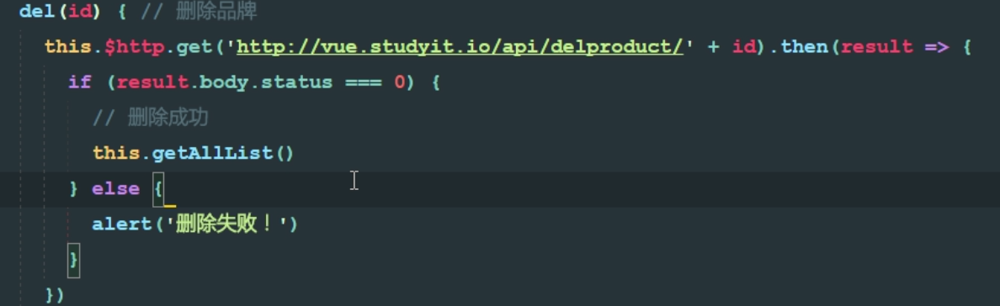 del(id) { // 删除品牌
this.$http.get('http://vue.studyit.io/api/delproduct/' + id).then(result => {
if (result.body.status === 0) {
// 删除成功
this.getAllList()
} else {
alert('删除失败！')
}
})